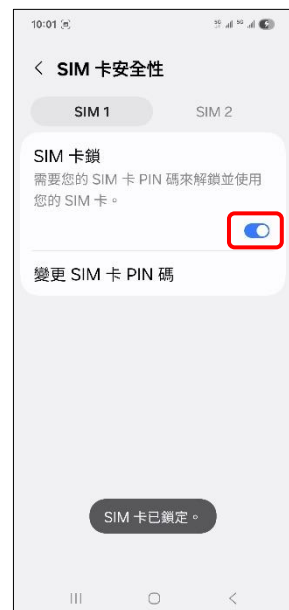 10:01
SIM 卡安全性
SIM 1 SIM 2
SIM 卡鎖
需要您的 SIM 卡 PIN 碼來解鎖並使用
您的 SIM 卡。
變更 SIM 卡 PIN 碼
SIM 卡已鎖定。